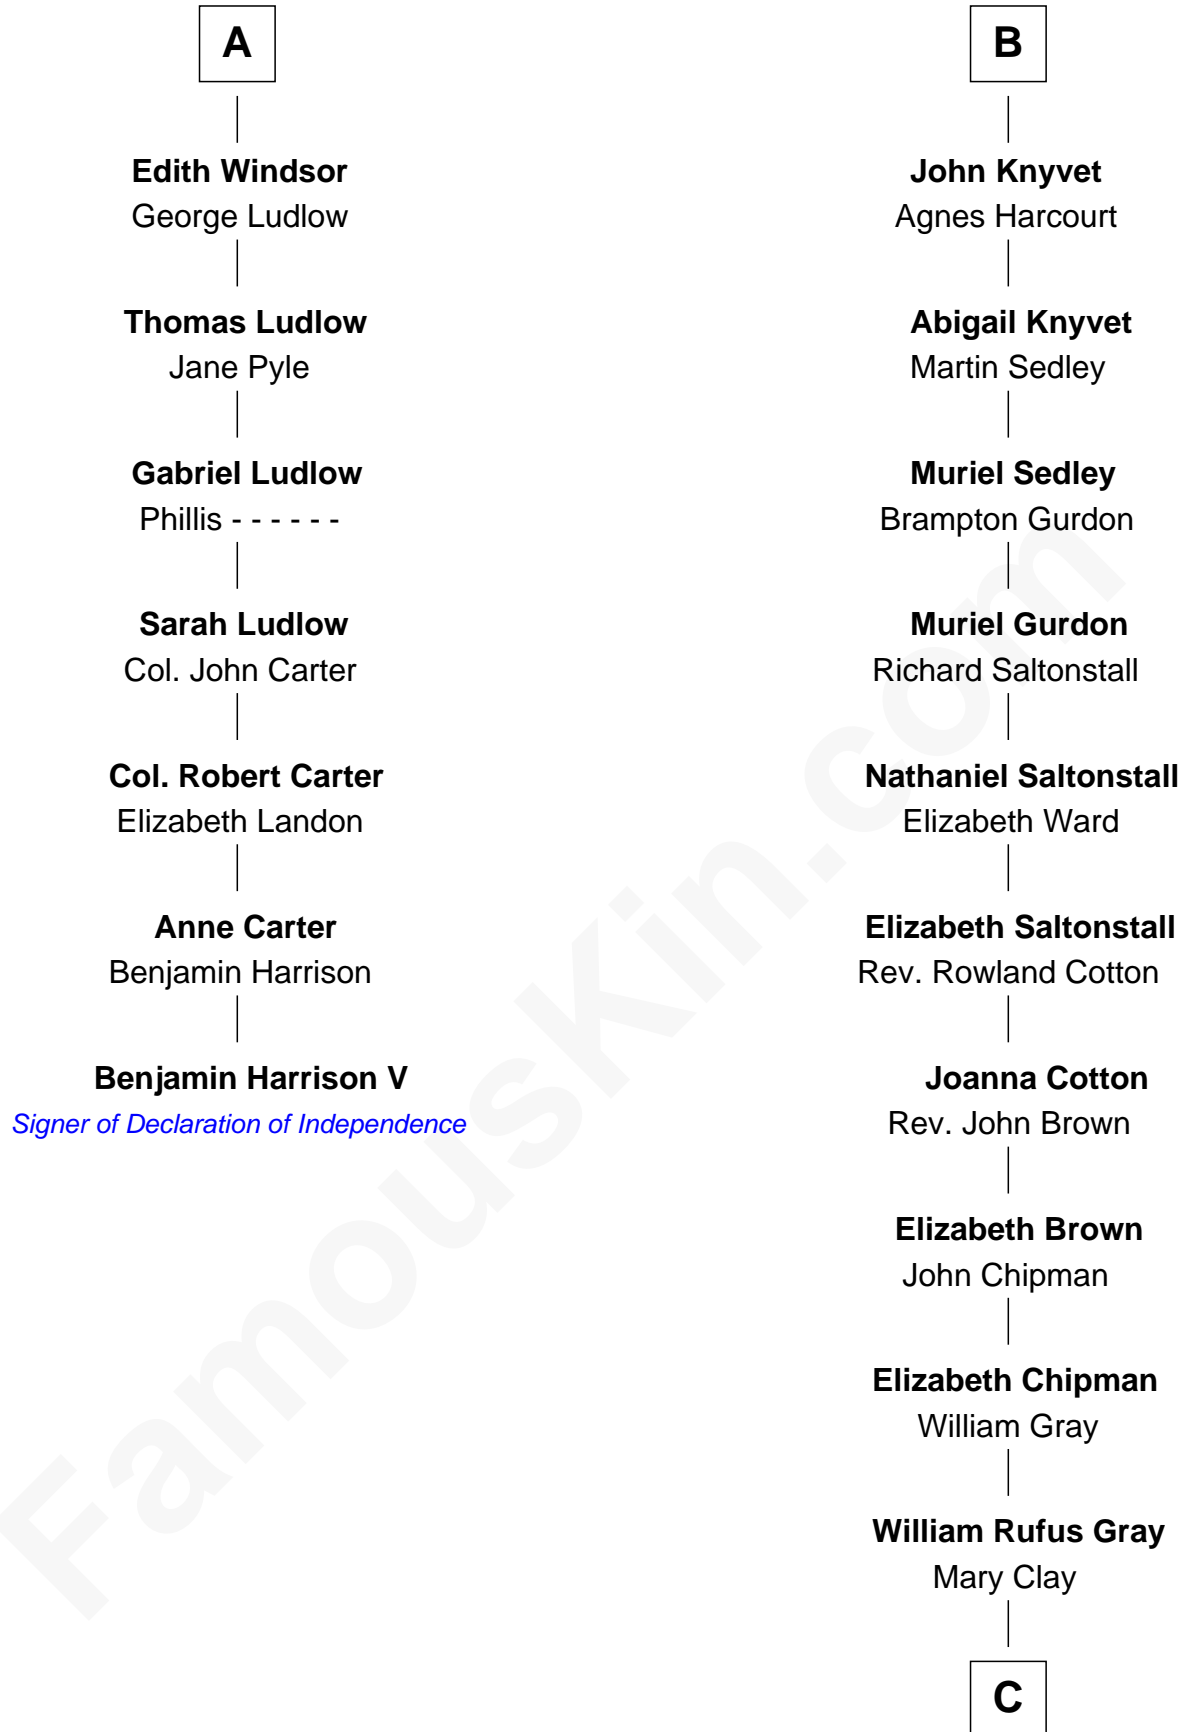 A
Edith Windsor
George Ludlow
Thomas Ludlow
Jane Pyle
Gabriel Ludlow
Phillis - - - - - -
Sarah Ludlow
Col. John Carter
Col. Robert Carter
Elizabeth Landon
Anne Carter
Benjamin Harrison
Benjamin Harrison V
Signer of Declaration of Independence
B
John Knyvet
Agnes Harcourt
Abigail Knyvet
Martin Sedley
Muriel Sedley
Brampton Gurdon
Muriel Gurdon
Richard Saltonstall
Nathaniel Saltonstall
Elizabeth Ward
Elizabeth Saltonstall
Rev. Rowland Cotton
Joanna Cotton
Rev. John Brown
Elizabeth Brown
John Chipman
Elizabeth Chipman
William Gray
William Rufus Gray
Mary Clay
C
FamousKin.com